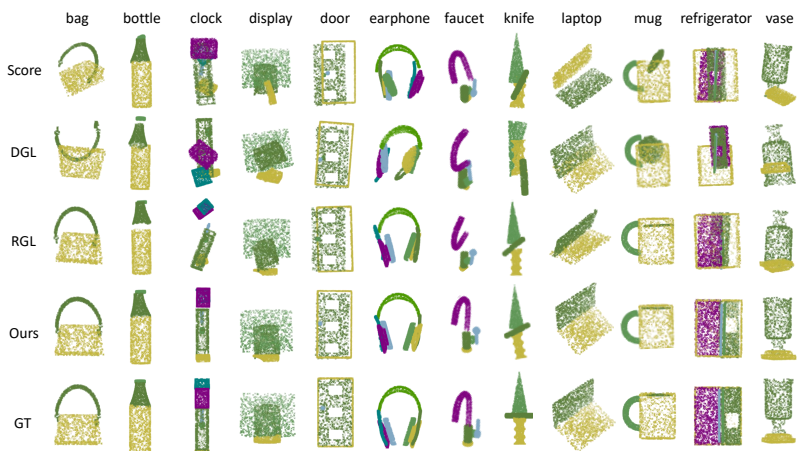 bag bottle clock display door earphone faucet knife laptop mug refrigerator vase
Score
DGL
RGL
Ours
GT